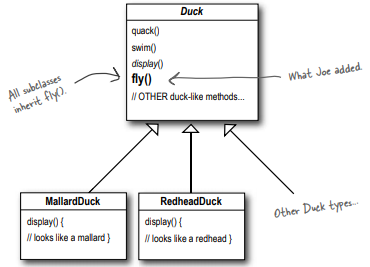 Duck
quack()
swim()
display()
fly()
// OTHER duck-like methods...
All subclasses
inherit fly().
What Joe added.
MallardDuck
display() {
// looks like a mallard }
RedheadDuck
display() {
// looks like a redhead }
Other Duck types...